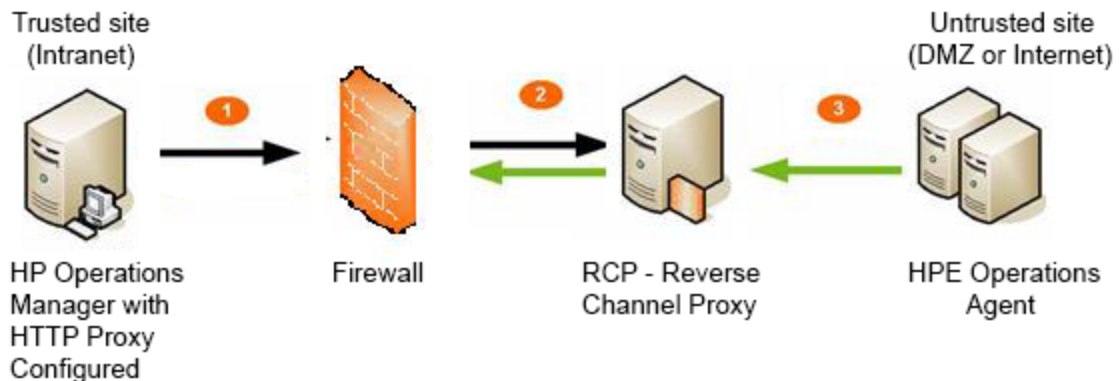 Trusted site
(Intranet)
Untrusted site
(DMZ or Internet)
1
2
3
HP Operations
Manager with
HTTP Proxy
Configured
Firewall
RCP - Reverse
Channel Proxy
HPE Operations
Agent